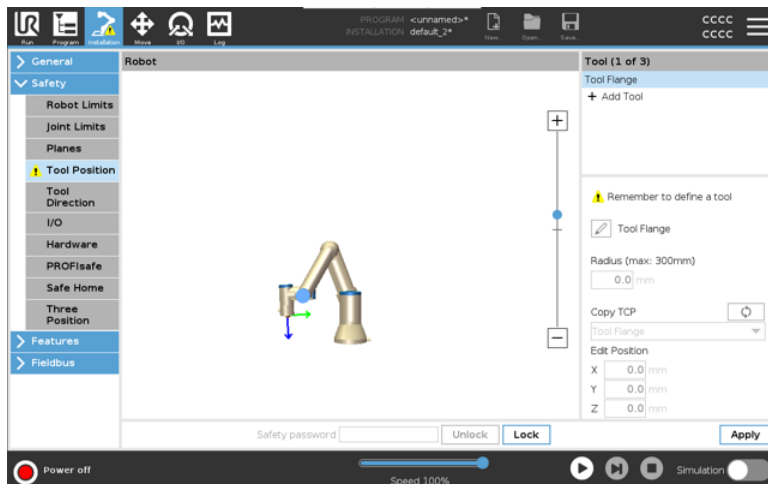 UR
PROGRAM <unnamed>*
INSTALLATION default_2*
CCCC
CCCC
Run
Program
Installation
Move
I/O
Log
New...
Open...
Save...
General
Safety
Robot Limits
Joint Limits
Planes
Tool Position
Tool
Direction
I/O
Hardware
PROFIsafe
Safe Home
Three
Position
Features
Fieldbus
Robot
Tool (1 of 3)
Tool Flange
+ Add Tool
Remember to define a tool
Tool Flange
Radius (max: 300mm)
0.0 mm
Copy TCP
Tool Flange
Edit Position
X 0.0 mm
Y 0.0 mm
Z 0.0 mm
Safety password
Unlock
Lock
Apply
Power off
Speed 100%
Simulation